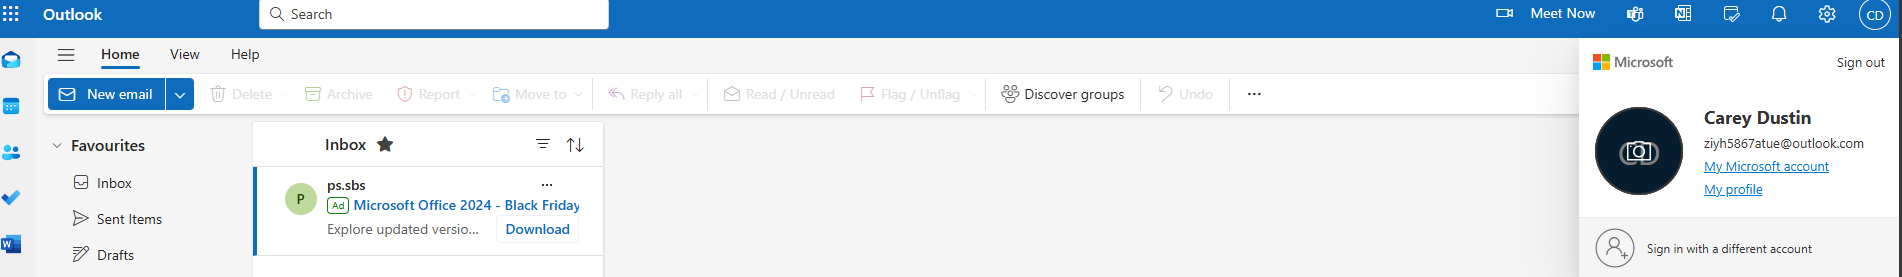 Outlook
Search
Meet Now
CD
Home View Help
Microsoft
Sign out
New email
Delete
Archive
Report
Move to
Reply all
Read / Unread
Flag / Unflag
Discover groups
Undo
...
Favourites
Inbox
Sent Items
Drafts
Inbox
P
ps.sbs
...
Ad Microsoft Office 2024 - Black Friday
Explore updated versio...
Download
Carey Dustin
ziyh5867atue@outlook.com
My Microsoft account
My profile
CD
Sign in with a different account